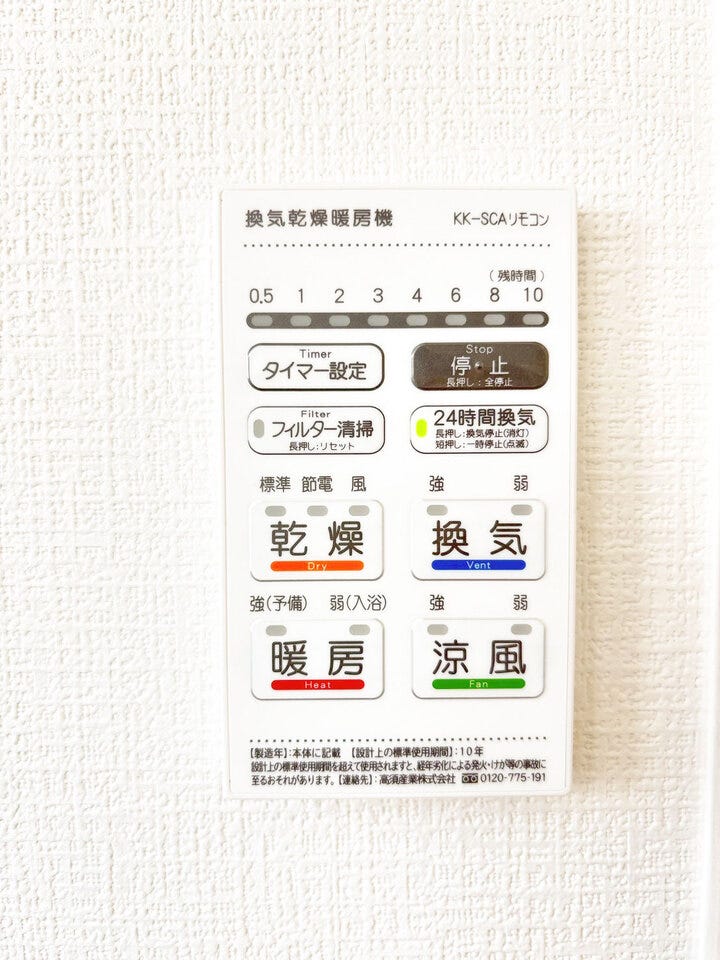 換気乾燥暖房機 KK-SCAリモコン
(残時間)
0.5 1 2 3 4 6 8 10
Timer
タイマー設定
Stop
停・止
長押し:全停止
Filter
フィルター清掃
長押し:リセット
24時間換気
長押し:換気停止(消灯)
短押し:一時停止(点滅)
標準 節電 風
強 弱
乾燥
Dry
換気
Vent
強(予備) 弱(入浴)
強 弱
暖房
Heat
涼風
Fan
【製造年】:本体に記載 【設計上の標準使用期間】:10年
設計上の標準使用期間を超えて使用されますと、経年劣化による発火・けが等の事故に
至るおそれがあります。【連絡先】:高須産業株式会社 0120-775-191